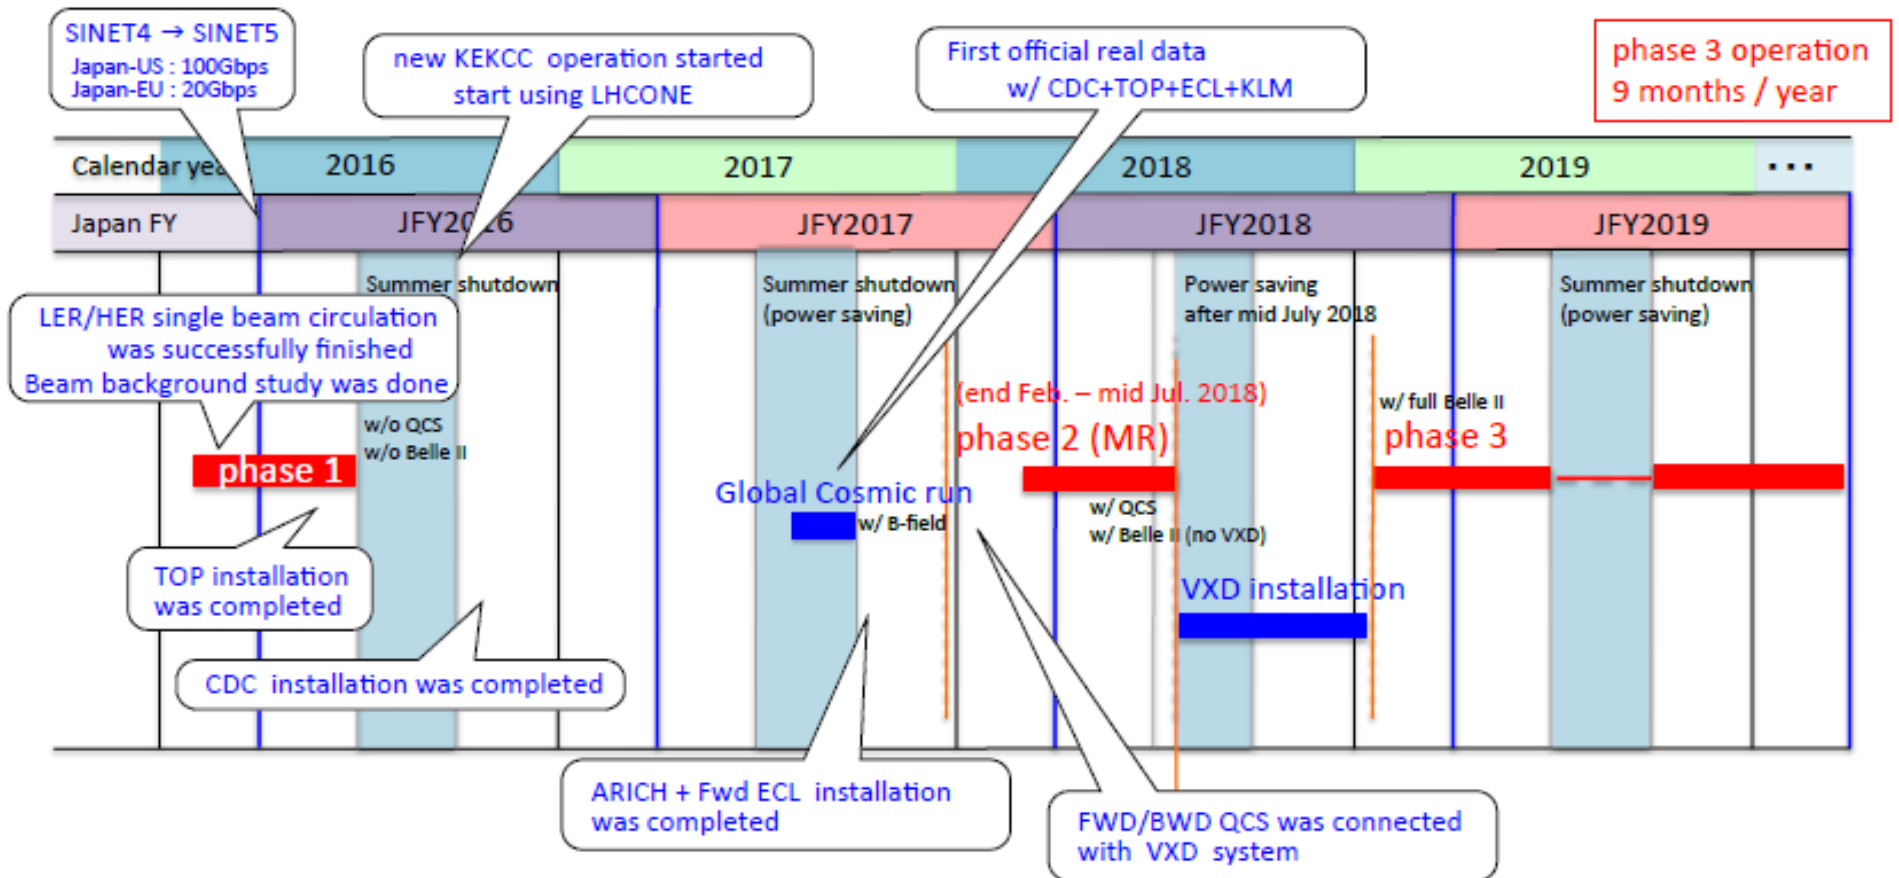 SINET4 → SINET5
Japan-US : 100Gbps
Japan-EU : 20Gbps
new KEKCC operation started
start using LHCONE
First official real data
w/ CDC+TOP+ECL+KLM
phase 3 operation
9 months / year
Calendar yea
2016
2017
2018
2019
...
Japan FY
JFY2016
JFY2017
JFY2018
JFY2019
Summer shutdown
Summer shutdown
(power saving)
Power saving
after mid July 2018
Summer shutdown
(power saving)
LER/HER single beam circulation
was successfully finished
Beam background study was done
w/o QCS
w/o Belle II
phase 1
(end Feb. – mid Jul. 2018)
phase 2 (MR)
w/ full Belle II
phase 3
Global Cosmic run
w/ B-field
w/ QCS
w/ Belle II (no VXD)
TOP installation
was completed
VXD installation
CDC installation was completed
ARICH + Fwd ECL installation
was completed
FWD/BWD QCS was connected
with VXD system